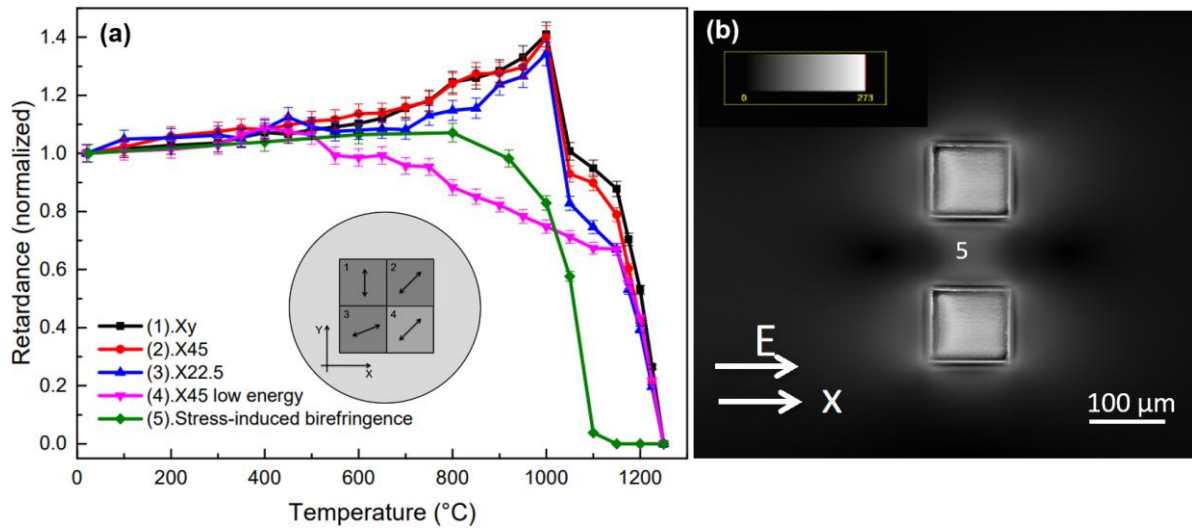 (a)
1.4
1.2
1.0
0.8
0.6
0.4
0.2
0.0
Retardance (normalized)
0 200 400 600 800 1000 1200
Temperature (°C)
(1).Xy
(2).X45
(3).X22.5
(4).X45 low energy
(5).Stress-induced birefringence
1 2
3 4
Y
X
(b)
0 273
5
E
X
100 µm